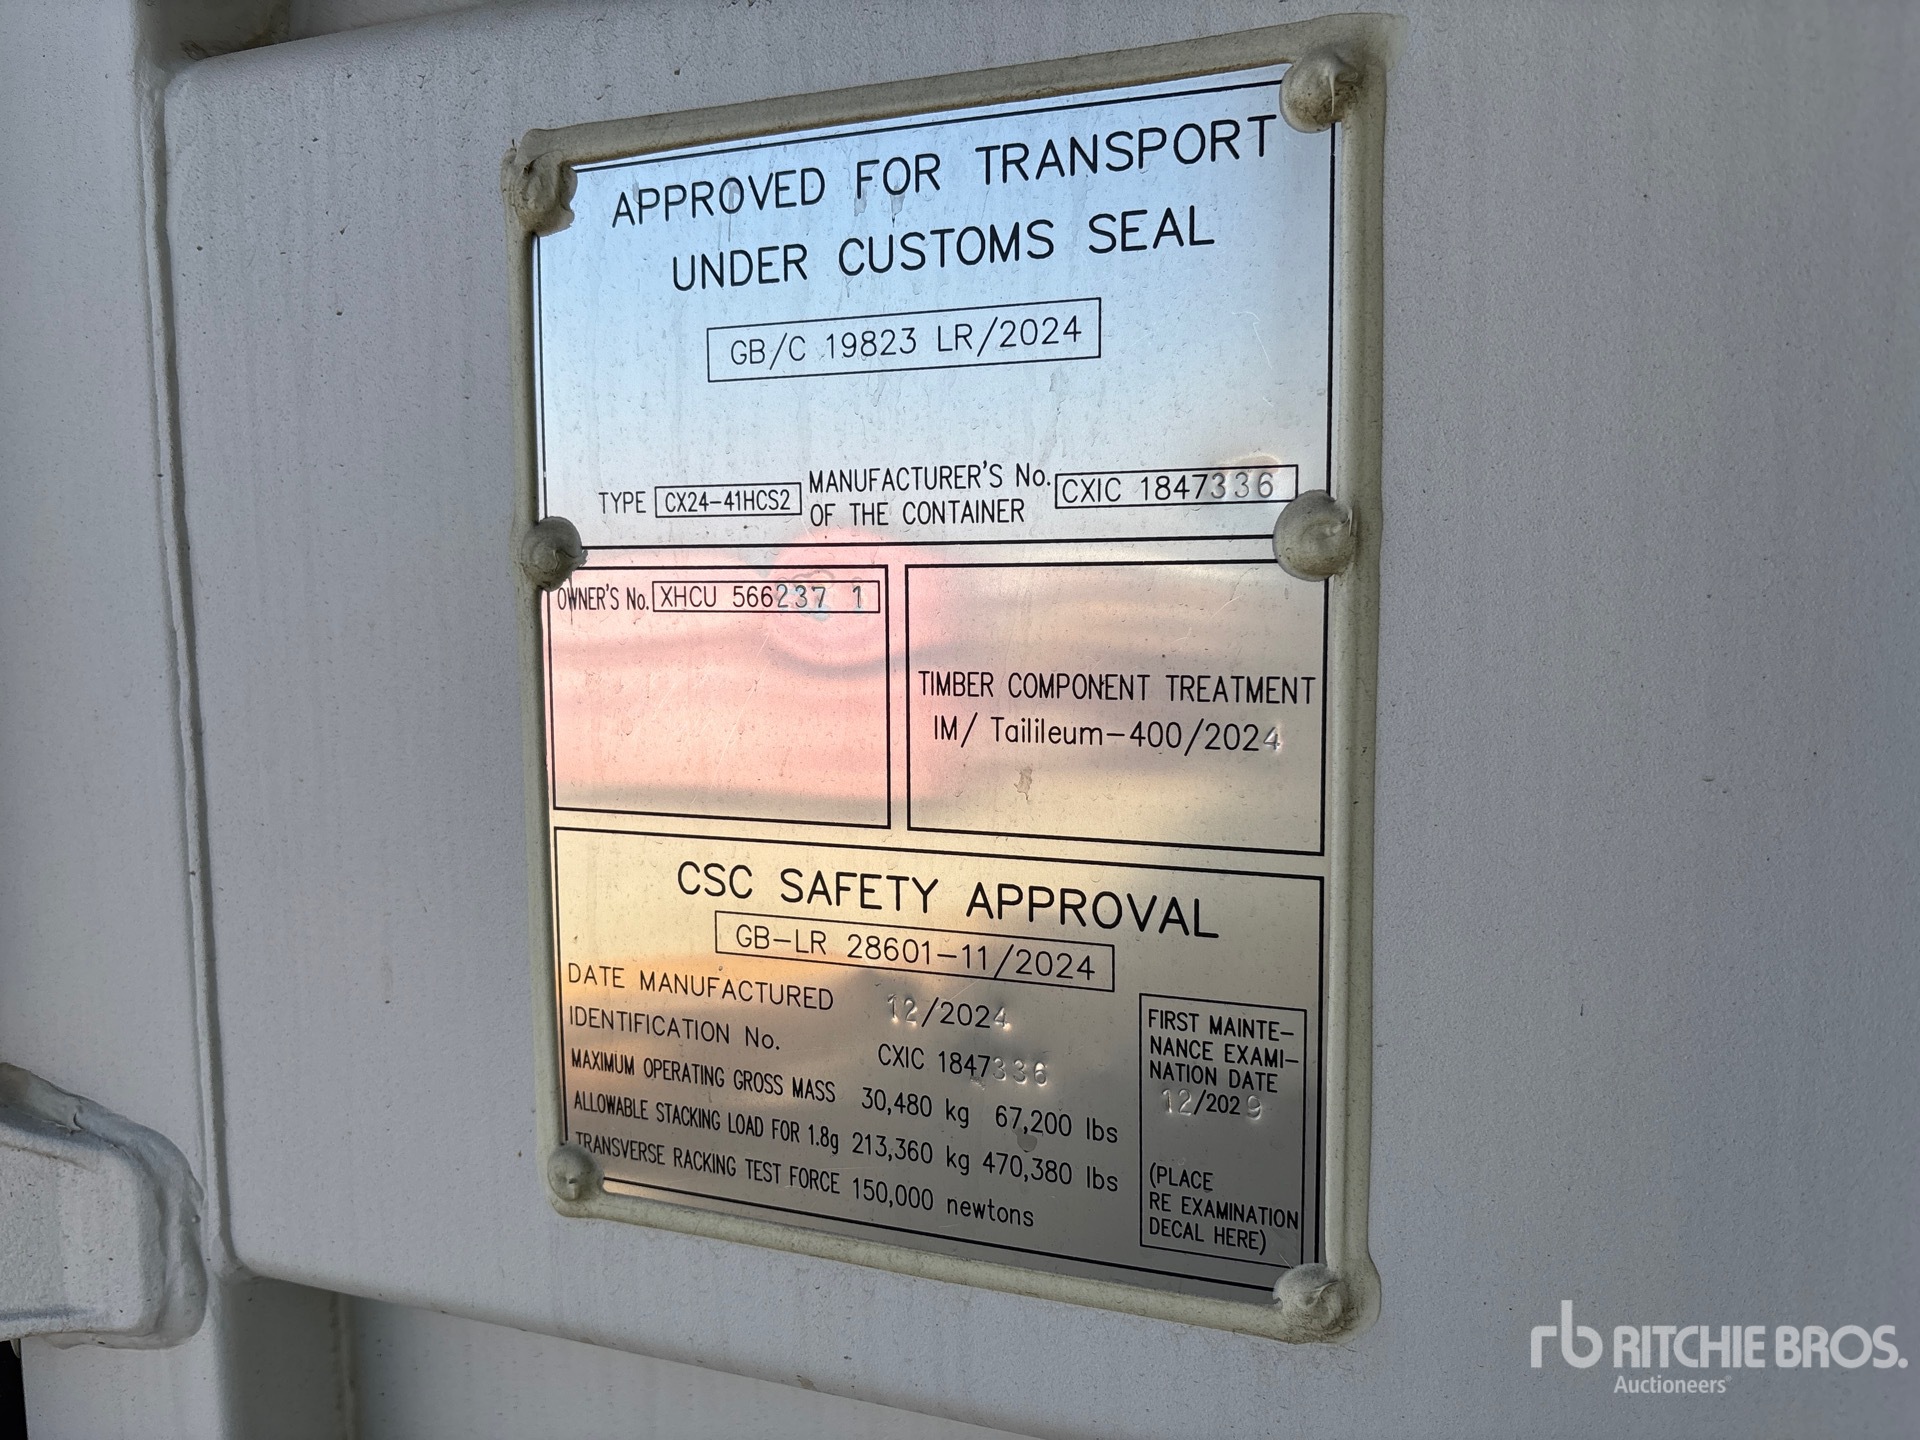 APPROVED FOR TRANSPORT
UNDER CUSTOMS SEAL
GB/C 19823 LR/2024
TYPE CX24-41HCS2 MANUFACTURER'S No. OF THE CONTAINER CXIC 1847336
OWNER'S No. XHCU 566237 1
TIMBER COMPONENT TREATMENT
IM/ Tailileum-400/2024
CSC SAFETY APPROVAL
GB-LR 28601-11/2024
DATE MANUFACTURED 12/2024
IDENTIFICATION No. CXIC 1847336
MAXIMUM OPERATING GROSS MASS 30,480 kg 67,200 lbs
ALLOWABLE STACKING LOAD FOR 1.8g 213,360 kg 470,380 lbs
TRANSVERSE RACKING TEST FORCE 150,000 newtons
FIRST MAINTE-
NANCE EXAMI-
NATION DATE
12/2029
(PLACE
RE EXAMINATION
DECAL HERE)
rb RITCHIE BROS.
Auctioneers